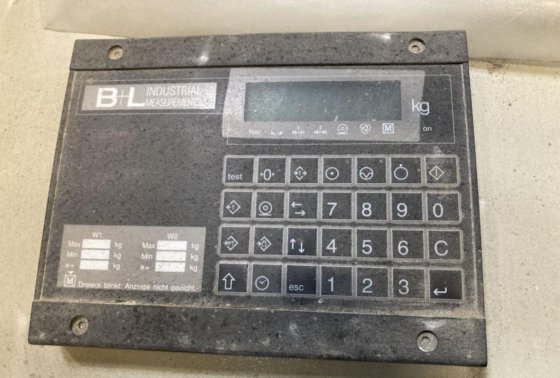 B+L INDUSTRIAL
MEASUREMENTS
kg
Net
M
on
test →0←
7 8 9 0
4 5 6 C
esc 1 2 3
W1 W2
Max kg Max kg
Min kg Min kg
e= kg e= kg
M Dreieck blinkt: Anzeige nicht geeicht.